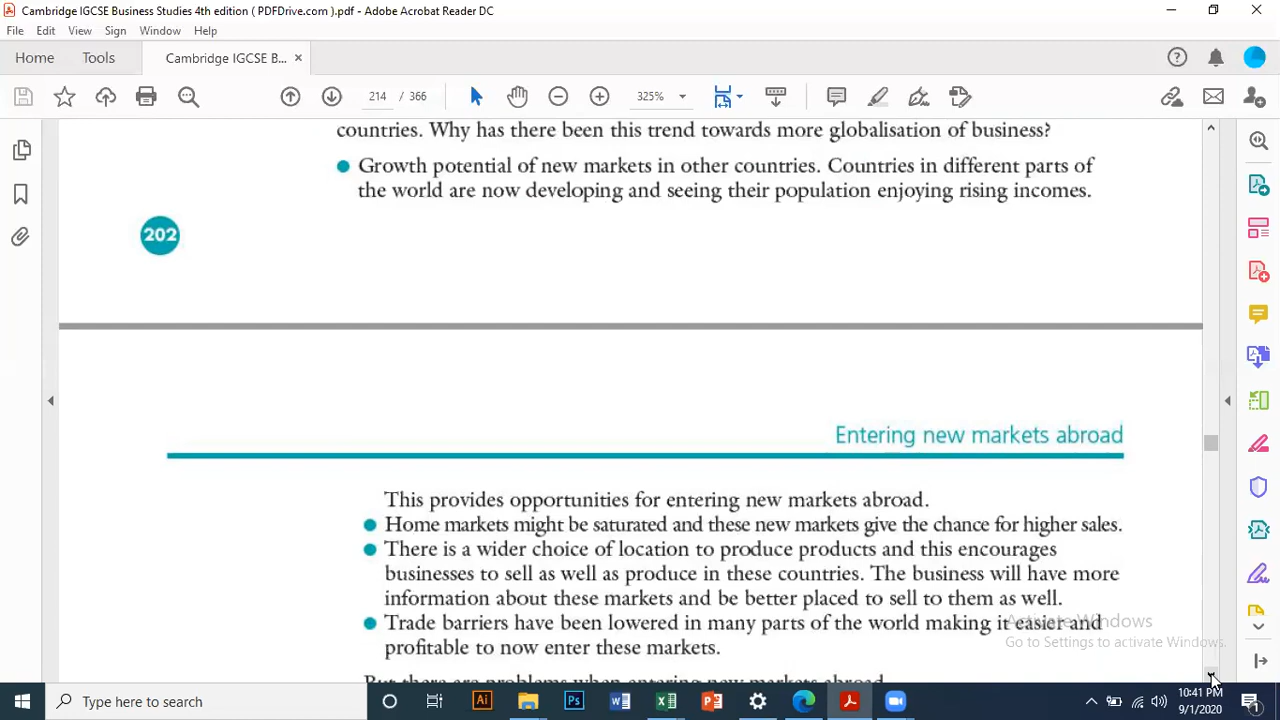 Cambridge IGCSE Business Studies 4th edition ( PDFDrive.com ).pdf - Adobe Acrobat Reader DC
File Edit View Sign Window Help
Home Tools Cambridge IGCSE B...
214 / 366 325%
countries. Why has there been this trend towards more globalisation of business?
Growth potential of new markets in other countries. Countries in different parts of
the world are now developing and seeing their population enjoying rising incomes.
202
Entering new markets abroad
This provides opportunities for entering new markets abroad.
Home markets might be saturated and these new markets give the chance for higher sales.
There is a wider choice of location to produce products and this encourages
businesses to sell as well as produce in these countries. The business will have more
information about these markets and be better placed to sell to them as well.
Trade barriers have been lowered in many parts of the world making it easier and
profitable to now enter these markets.
But there are problems when entering new markets abroad
Activate Windows
Go to Settings to activate Windows.
Type here to search
10:41 PM
9/1/2020